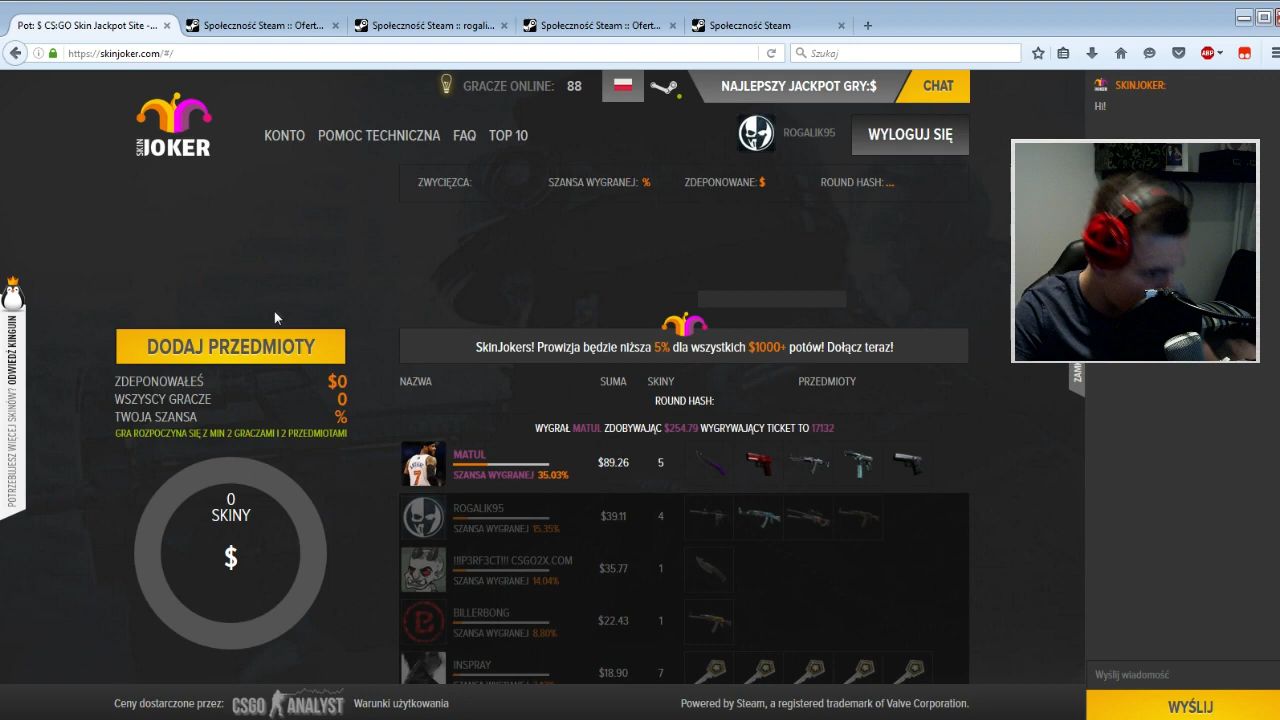 Pot: $ CS:GO Skin Jackpot Site -...
Społeczność Steam :: Ofert...
Społeczność Steam :: rogali...
Społeczność Steam :: Ofert...
Społeczność Steam
https://skinjoker.com/#/
Szukaj
ABP
GRACZE ONLINE: 88
NAJLEPSZY JACKPOT GRY:$
CHAT
SKINJOKER:
Hi!
SKIN JOKER
KONTO
POMOC TECHNICZNA
FAQ
TOP 10
ROGALIK95
WYLOGUJ SIĘ
ZWYCIĘZCA:
SZANSA WYGRANEJ: %
ZDEPONOWANE: $
ROUND HASH: ...
POTRZEBUJESZ WIĘCEJ SKINÓW? ODWIEDŹ KINGUIN
DODAJ PRZEDMIOTY
ZDEPONOWAŁEŚ $0
WSZYSCY GRACZE 0
TWOJA SZANSA %
GRA ROZPOCZYNA SIĘ Z MIN 2 GRACZAMI I 2 PRZEDMIOTAMI
0
SKINY
$
SkinJokers! Prowizja będzie niższa 5% dla wszystkich $1000+ potów! Dołącz teraz!
NAZWA
SUMA
SKINY
PRZEDMIOTY
ROUND HASH:
WYGRAŁ MATUL ZDOBYWAJĄC $254.79 WYGRYWAJĄCY TICKET TO 17132
MATUL
SZANSA WYGRANEJ 35.03%
$89.26
5
ROGALIK95
SZANSA WYGRANEJ 15.35%
$39.11
4
!!!P3RF3CT!!! CSGO2X.COM
SZANSA WYGRANEJ 14.04%
$35.77
1
BILLERBONG
SZANSA WYGRANEJ 8.80%
$22.43
1
INSPRAY
$18.90
7
Ceny dostarczone przez:
CSGO ANALYST
Warunki użytkowania
Powered by Steam, a registered trademark of Valve Corporation.
Wyślij wiadomość
WYŚLIJ